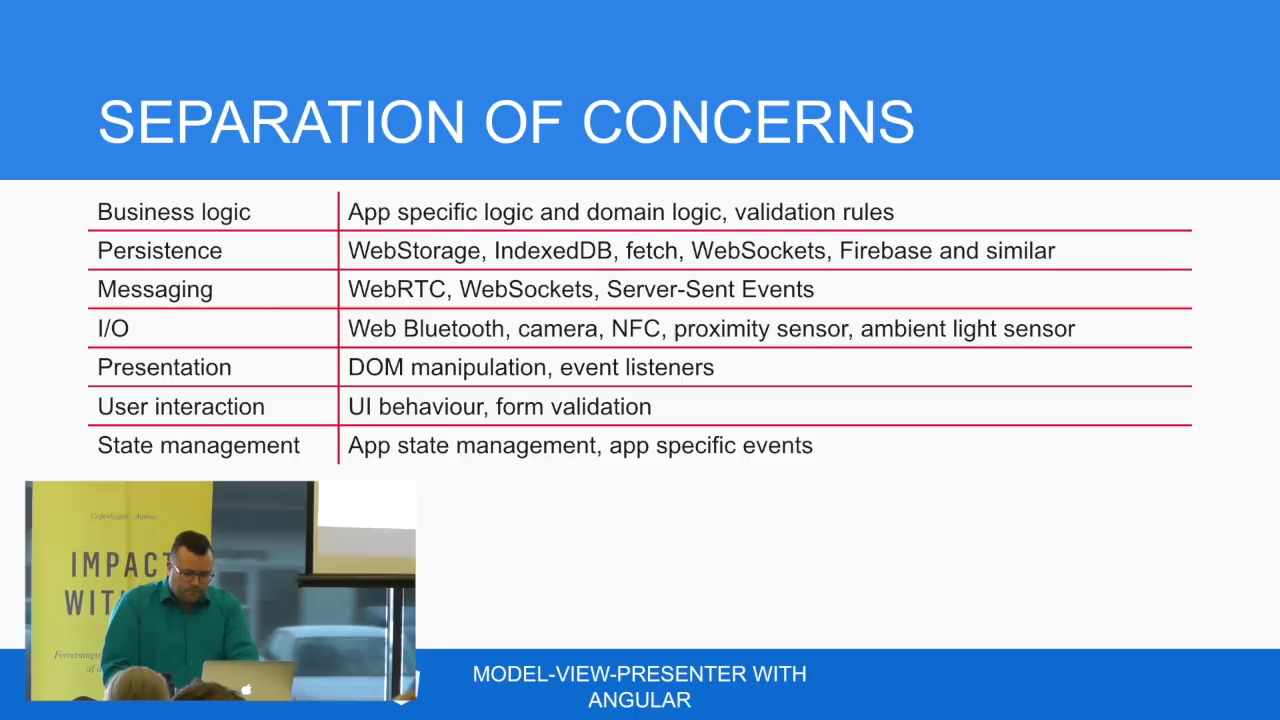 SEPARATION OF CONCERNS
Business logic App specific logic and domain logic, validation rules
Persistence WebStorage, IndexedDB, fetch, WebSockets, Firebase and similar
Messaging WebRTC, WebSockets, Server-Sent Events
I/O Web Bluetooth, camera, NFC, proximity sensor, ambient light sensor
Presentation DOM manipulation, event listeners
User interaction UI behaviour, form validation
State management App state management, app specific events
Copenhagen Aarhus
IMPACT
WIT
MODEL-VIEW-PRESENTER WITH
ANGULAR